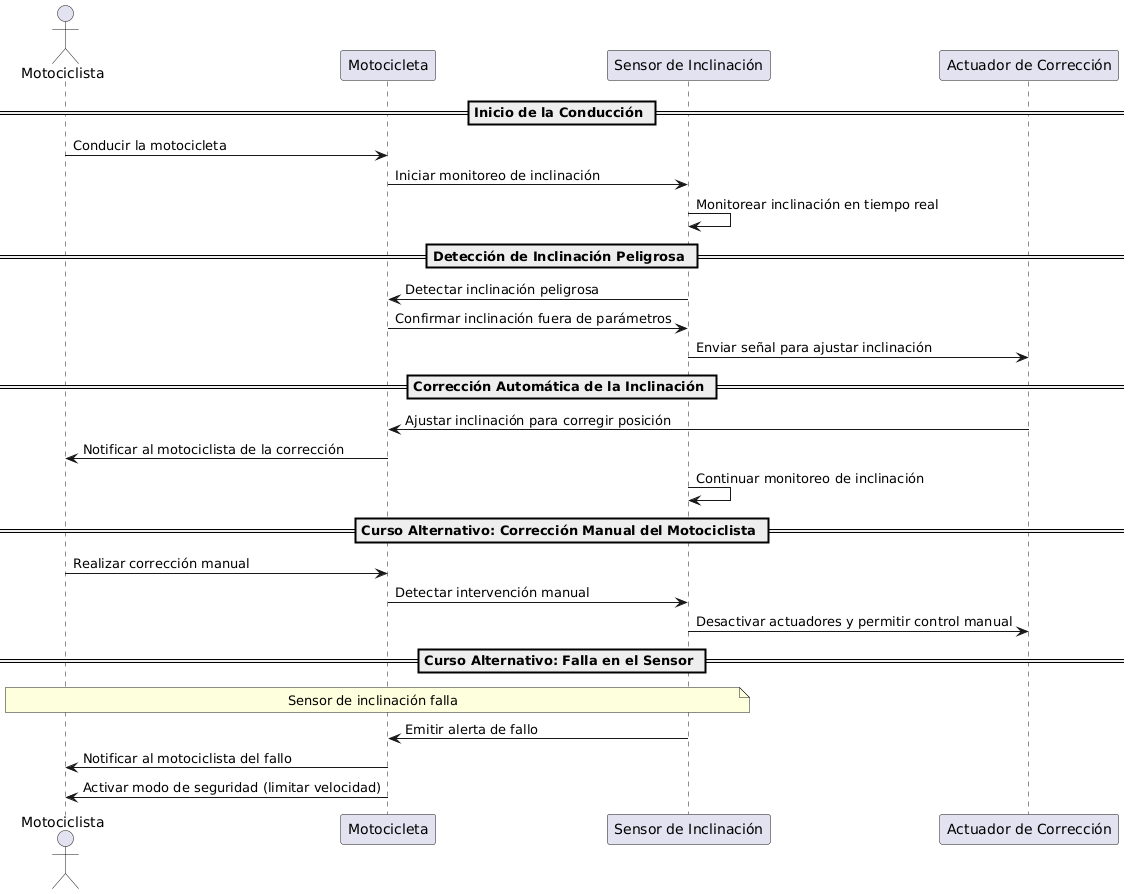 Motociclista
Motocicleta
Sensor de Inclinación
Actuador de Corrección
Inicio de la Conducción
Conducir la motocicleta
Iniciar monitoreo de inclinación
Monitorear inclinación en tiempo real
Detección de Inclinación Peligrosa
Detectar inclinación peligrosa
Confirmar inclinación fuera de parámetros
Enviar señal para ajustar inclinación
Corrección Automática de la Inclinación
Ajustar inclinación para corregir posición
Notificar al motociclista de la corrección
Continuar monitoreo de inclinación
Curso Alternativo: Corrección Manual del Motociclista
Realizar corrección manual
Detectar intervención manual
Desactivar actuadores y permitir control manual
Curso Alternativo: Falla en el Sensor
Sensor de inclinación falla
Emitir alerta de fallo
Notificar al motociclista del fallo
Activar modo de seguridad (limitar velocidad)
Motociclista
Motocicleta
Sensor de Inclinación
Actuador de Corrección